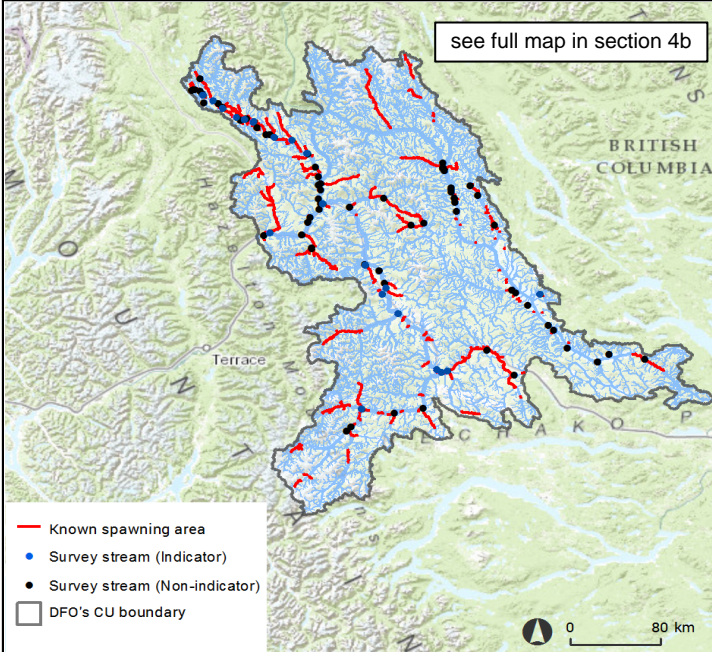 see full map in section 4b
BRITISH
COLUMBIA
Terrace
Known spawning area
Survey stream (Indicator)
Survey stream (Non-indicator)
DFO's CU boundary
0 80 km